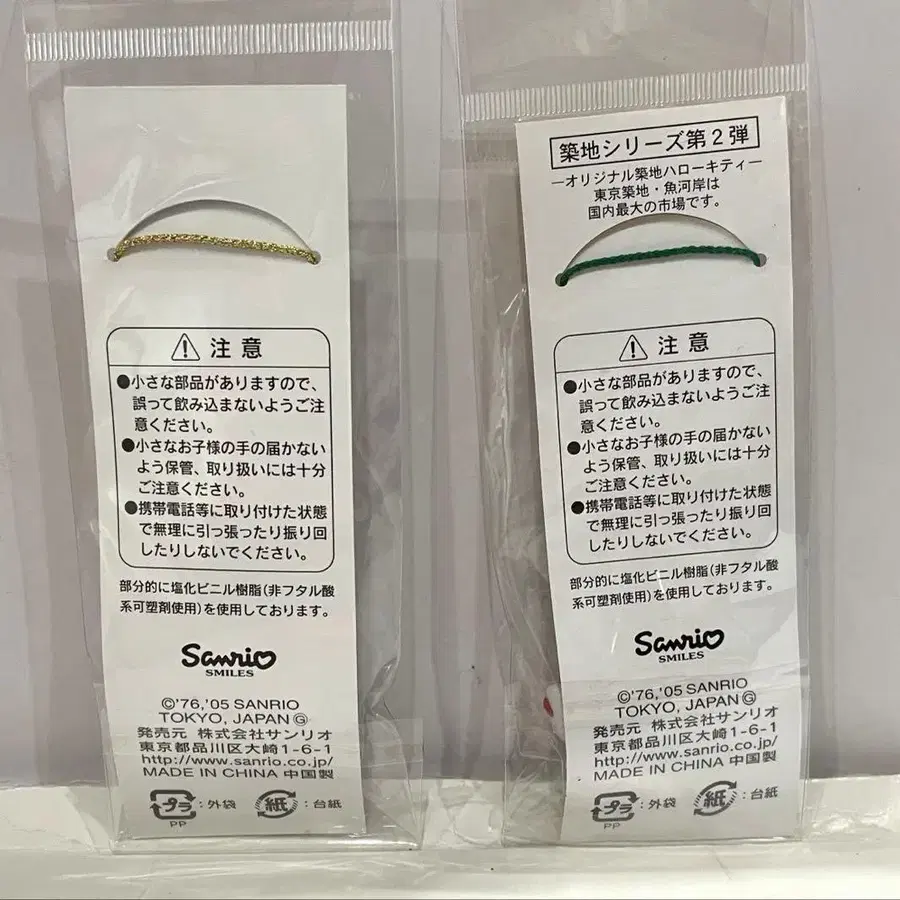 ⚠ 注意
●小さな部品がありますので、
誤って飲み込まないようご注
意ください。
●小さなお子様の手の届かない
よう保管、取り扱いには十分
ご注意ください。
●携帯電話等に取り付けた状態
で無理に引っ張ったり振り回
したりしないでください。
部分的に塩化ビニル樹脂(非フタル酸
系可塑剤使用)を使用しております。
Sanrio
SMILES
©'76,'05 SANRIO
TOKYO, JAPAN Ⓖ
発売元 株式会社サンリオ
東京都品川区大崎1-6-1
http://www.sanrio.co.jp/
MADE IN CHINA 中国製
プラ :外袋 紙 :台紙
PP
築地シリーズ第2弾
―オリジナル築地ハローキティ―
東京築地・魚河岸は
国内最大の市場です。
⚠ 注意
●小さな部品がありますので、
誤って飲み込まないようご注
意ください。
●小さなお子様の手の届かない
よう保管、取り扱いには十分
ご注意ください。
●携帯電話等に取り付けた状態
で無理に引っ張ったり振り回
したりしないでください。
部分的に塩化ビニル樹脂(非フタル酸
系可塑剤使用)を使用しております。
Sanrio
SMILES
©'76,'05 SANRIO
TOKYO, JAPAN Ⓖ
発売元 株式会社サンリオ
東京都品川区大崎1-6-1
http://www.sanrio.co.jp/
MADE IN CHINA 中国製
プラ :外袋 紙 :台紙
PP